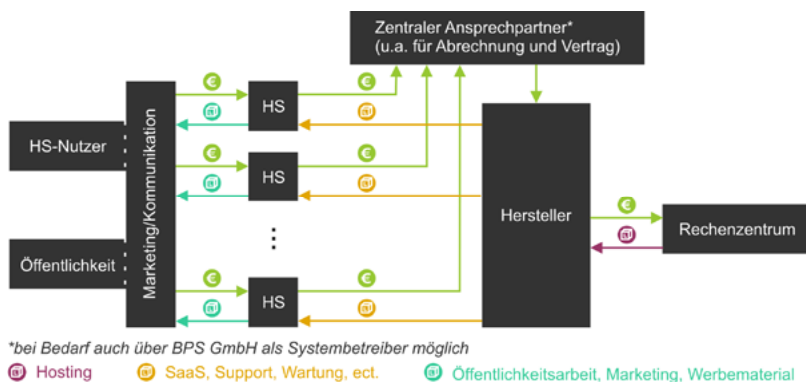 Zentraler Ansprechpartner*
(u.a. für Abrechnung und Vertrag)
HS-Nutzer
Öffentlichkeit
Marketing/Kommunikation
€
HS
€
€
HS
€
⋮
€
HS
€
Hersteller
€
Rechenzentrum
*bei Bedarf auch über BPS GmbH als Systembetreiber möglich
Hosting
SaaS, Support, Wartung, ect.
Öffentlichkeitsarbeit, Marketing, Werbematerial